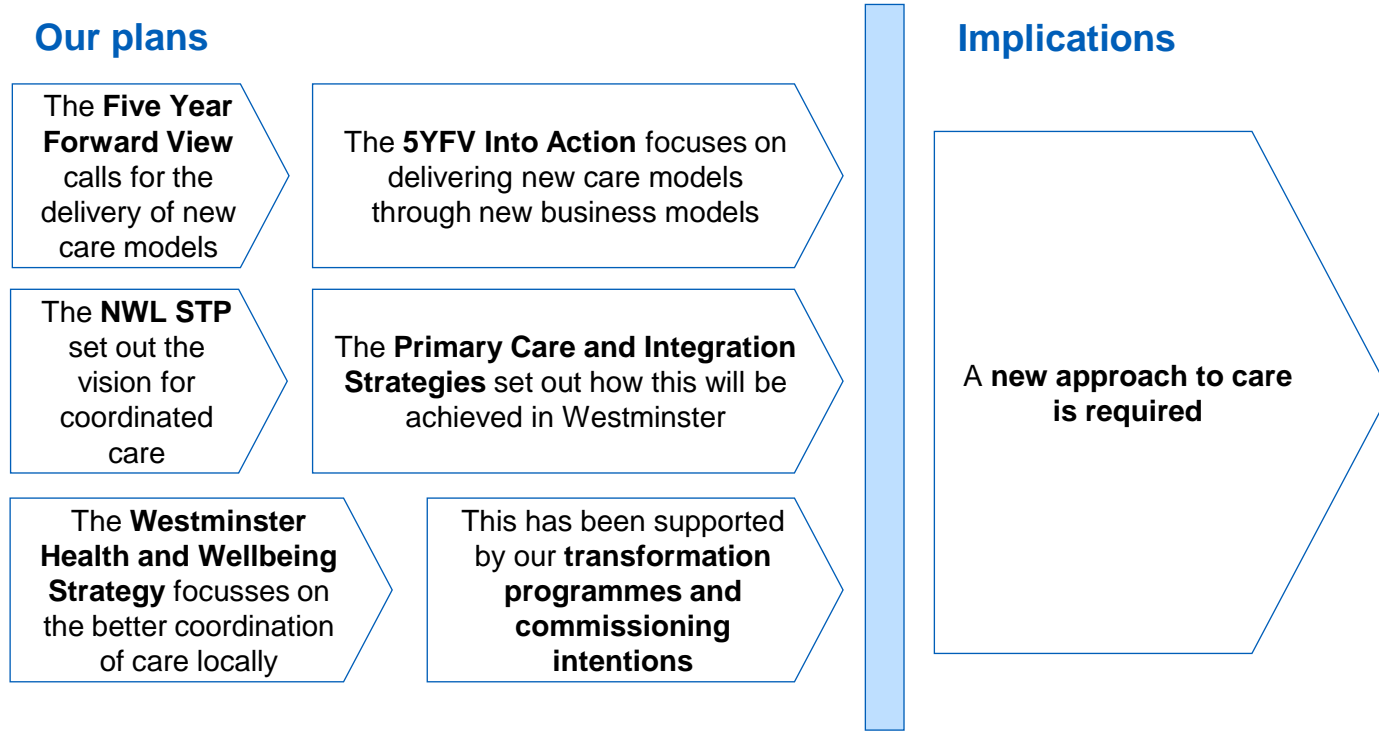 Our plans
The Five Year
Forward View
calls for the
delivery of new
care models
The 5YFV Into Action focuses on
delivering new care models
through new business models
The NWL STP
set out the
vision for
coordinated
care
The Primary Care and Integration
Strategies set out how this will be
achieved in Westminster
The Westminster
Health and Wellbeing
Strategy focusses on
the better coordination
of care locally
This has been supported
by our transformation
programmes and
commissioning
intentions
Implications
A new approach to care
is required